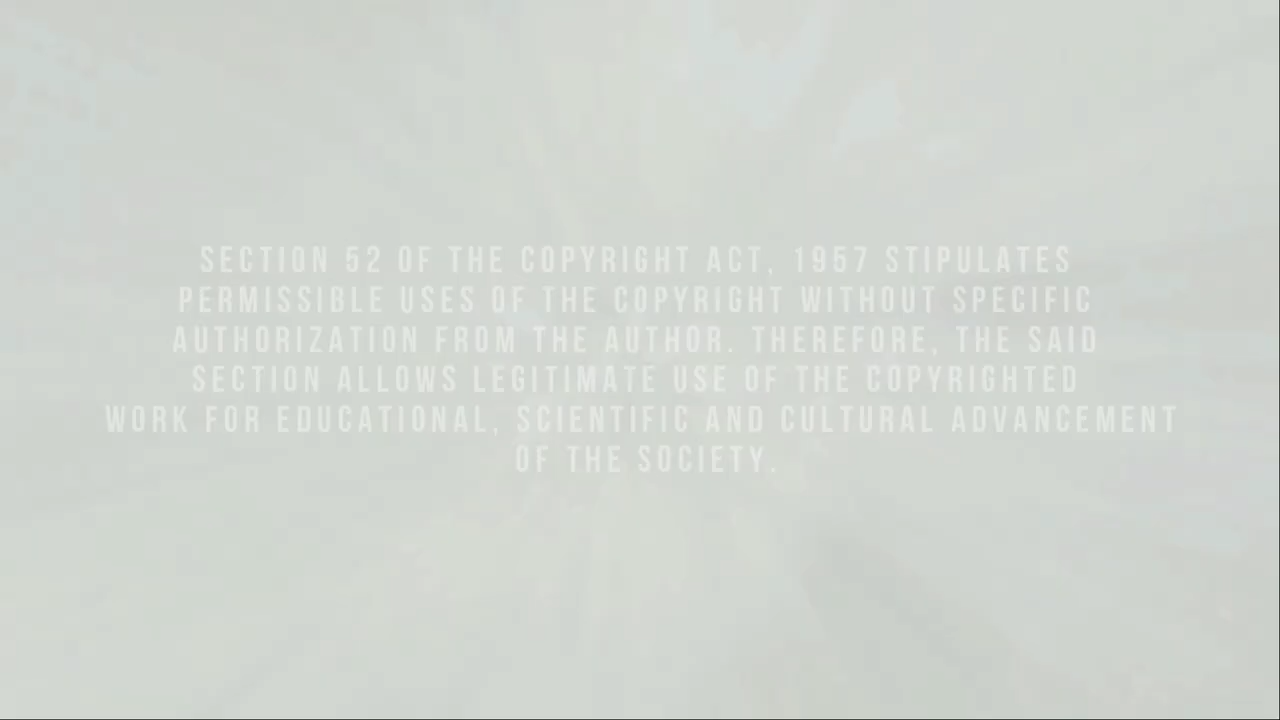 SECTION 52 OF THE COPYRIGHT ACT, 1957 STIPULATES
PERMISSIBLE USES OF THE COPYRIGHT WITHOUT SPECIFIC
AUTHORIZATION FROM THE AUTHOR. THEREFORE, THE SAID
SECTION ALLOWS LEGITIMATE USE OF THE COPYRIGHTED
WORK FOR EDUCATIONAL, SCIENTIFIC AND CULTURAL ADVANCEMENT
OF THE SOCIETY.